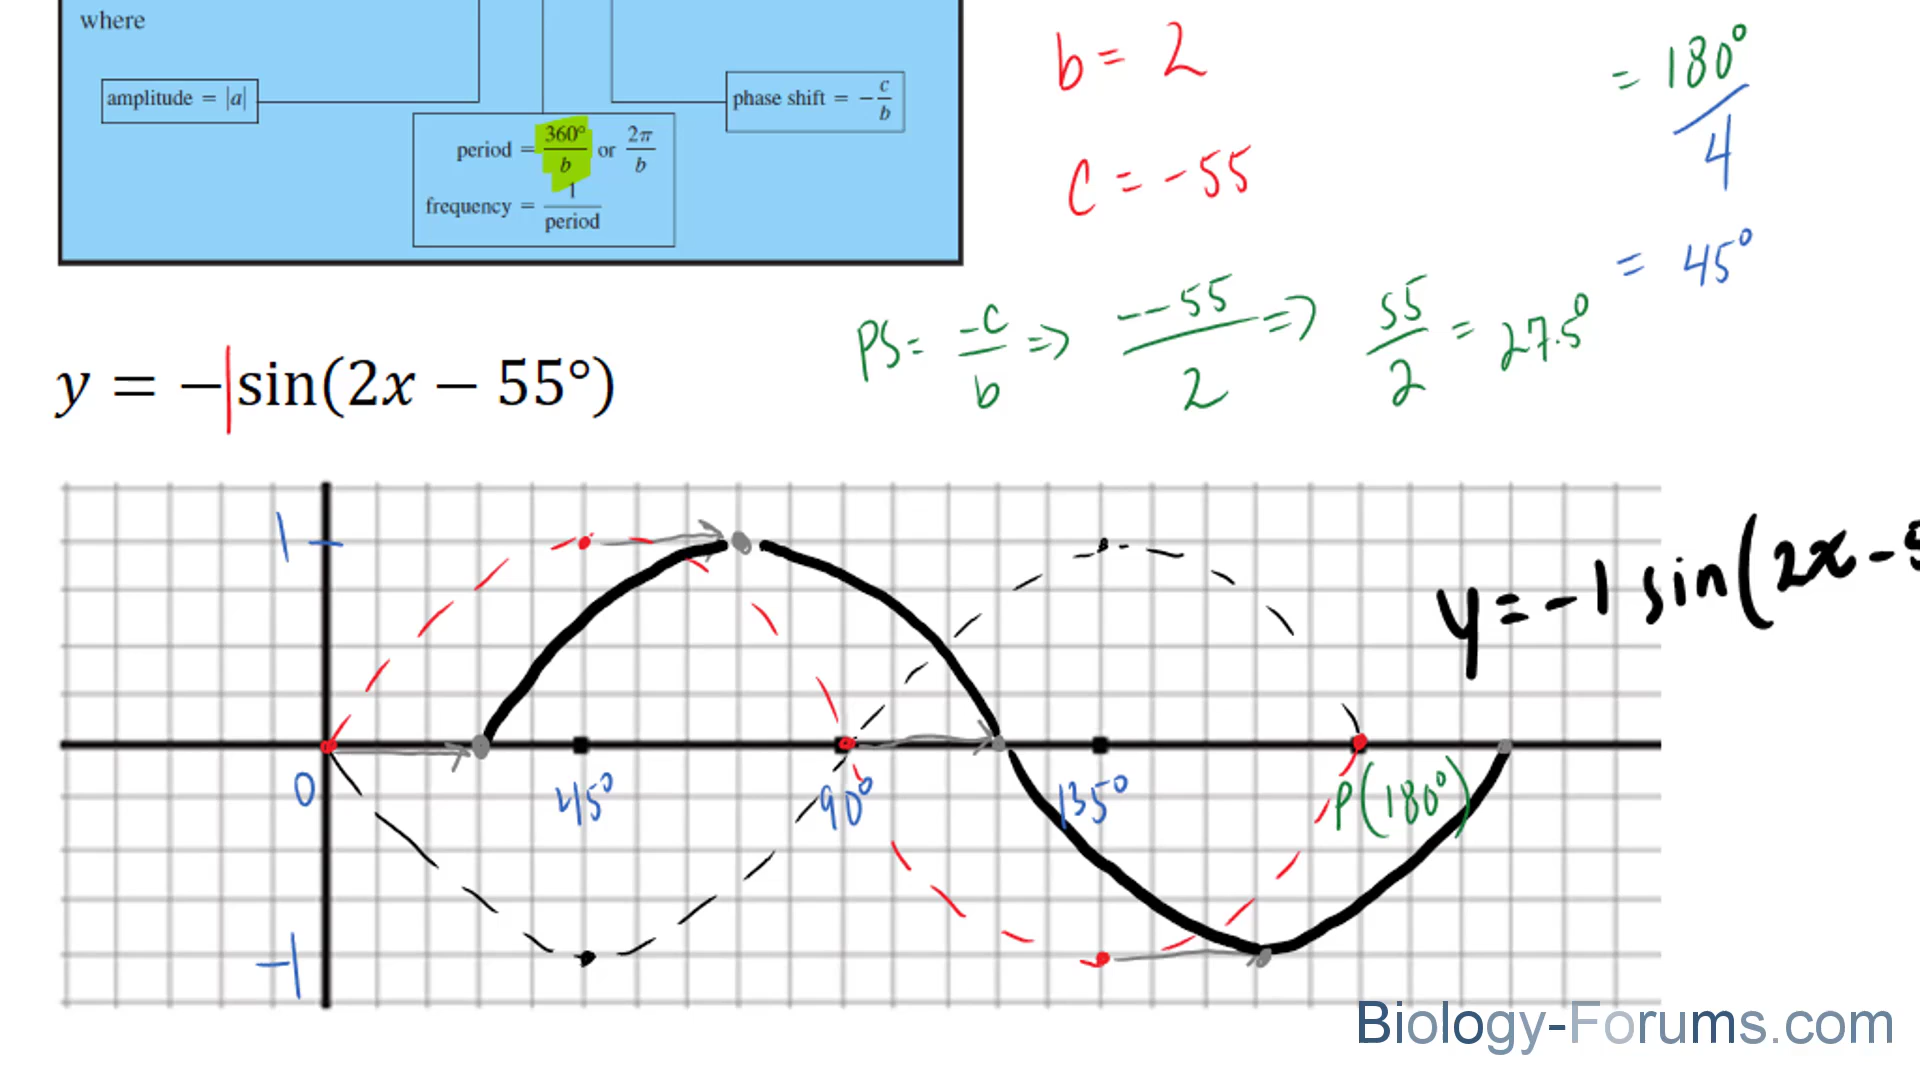 where
amplitude = |a|
phase shift = -c/b
period = 360°/b or 2π/b
frequency = 1/period
b = 2
c = -55
= 180°/4
= 45°
PS = -c/b => --55/2 => 55/2 = 27.5°
y = -|sin(2x − 55°)
1
y = -1 sin(2x - 5
0 45° 90° 135° P(180°)
-1
Biology-Forums.com